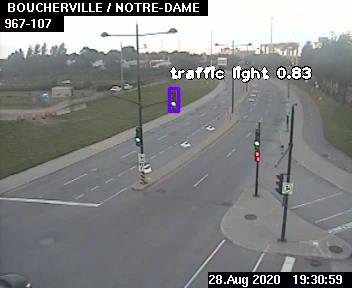 BOUCHERVILLE / NOTRE-DAME
967-107
traffic light 0.83
28.Aug 2020 19:30:59